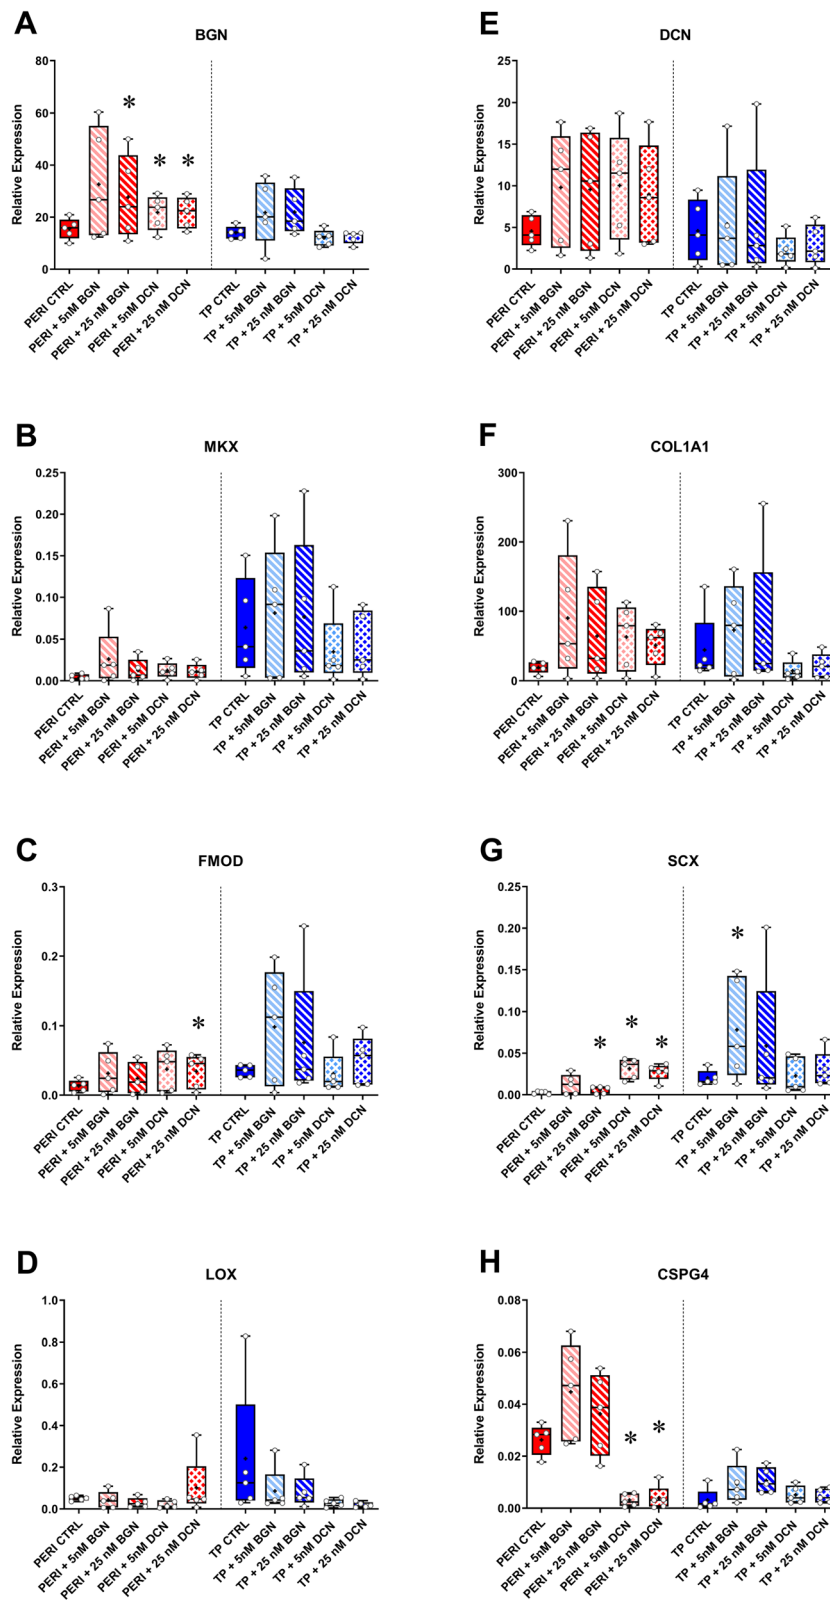 A
BGN
Relative Expression
80
60
40
20
0
*
*
*
PERI CTRL
PERI + 5nM BGN
PERI + 25 nM BGN
PERI + 5nM DCN
PERI + 25 nM DCN
TP CTRL
TP + 5nM BGN
TP + 25 nM BGN
TP + 5nM DCN
TP + 25 nM DCN
E
DCN
Relative Expression
25
20
15
10
5
0
PERI CTRL
PERI + 5nM BGN
PERI + 25 nM BGN
PERI + 5nM DCN
PERI + 25 nM DCN
TP CTRL
TP + 5nM BGN
TP + 25 nM BGN
TP + 5nM DCN
TP + 25 nM DCN
B
MKX
Relative Expression
0.25
0.20
0.15
0.10
0.05
0.00
PERI CTRL
PERI + 5nM BGN
PERI + 25 nM BGN
PERI + 5nM DCN
PERI + 25 nM DCN
TP CTRL
TP + 5nM BGN
TP + 25 nM BGN
TP + 5nM DCN
TP + 25 nM DCN
F
COL1A1
Relative Expression
300
200
100
0
PERI CTRL
PERI + 5nM BGN
PERI + 25 nM BGN
PERI + 5nM DCN
PERI + 25 nM DCN
TP CTRL
TP + 5nM BGN
TP + 25 nM BGN
TP + 5nM DCN
TP + 25 nM DCN
C
FMOD
Relative Expression
0.3
0.2
0.1
0.0
*
PERI CTRL
PERI + 5nM BGN
PERI + 25 nM BGN
PERI + 5nM DCN
PERI + 25 nM DCN
TP CTRL
TP + 5nM BGN
TP + 25 nM BGN
TP + 5nM DCN
TP + 25 nM DCN
G
SCX
Relative Expression
0.25
0.20
0.15
0.10
0.05
0.00
*
*
*
*
PERI CTRL
PERI + 5nM BGN
PERI + 25 nM BGN
PERI + 5nM DCN
PERI + 25 nM DCN
TP CTRL
TP + 5nM BGN
TP + 25 nM BGN
TP + 5nM DCN
TP + 25 nM DCN
D
LOX
Relative Expression
1.0
0.8
0.6
0.4
0.2
0.0
PERI CTRL
PERI + 5nM BGN
PERI + 25 nM BGN
PERI + 5nM DCN
PERI + 25 nM DCN
TP CTRL
TP + 5nM BGN
TP + 25 nM BGN
TP + 5nM DCN
TP + 25 nM DCN
H
CSPG4
Relative Expression
0.08
0.06
0.04
0.02
0.00
*
*
PERI CTRL
PERI + 5nM BGN
PERI + 25 nM BGN
PERI + 5nM DCN
PERI + 25 nM DCN
TP CTRL
TP + 5nM BGN
TP + 25 nM BGN
TP + 5nM DCN
TP + 25 nM DCN